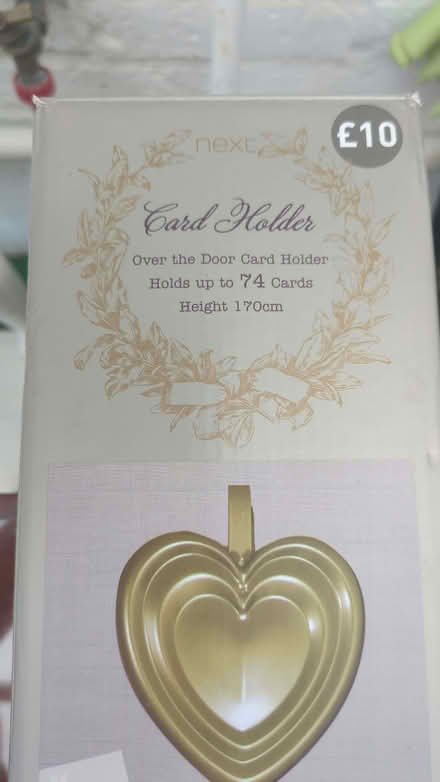 next
£10
Card Holder
Over the Door Card Holder
Holds up to 74 Cards
Height 170cm